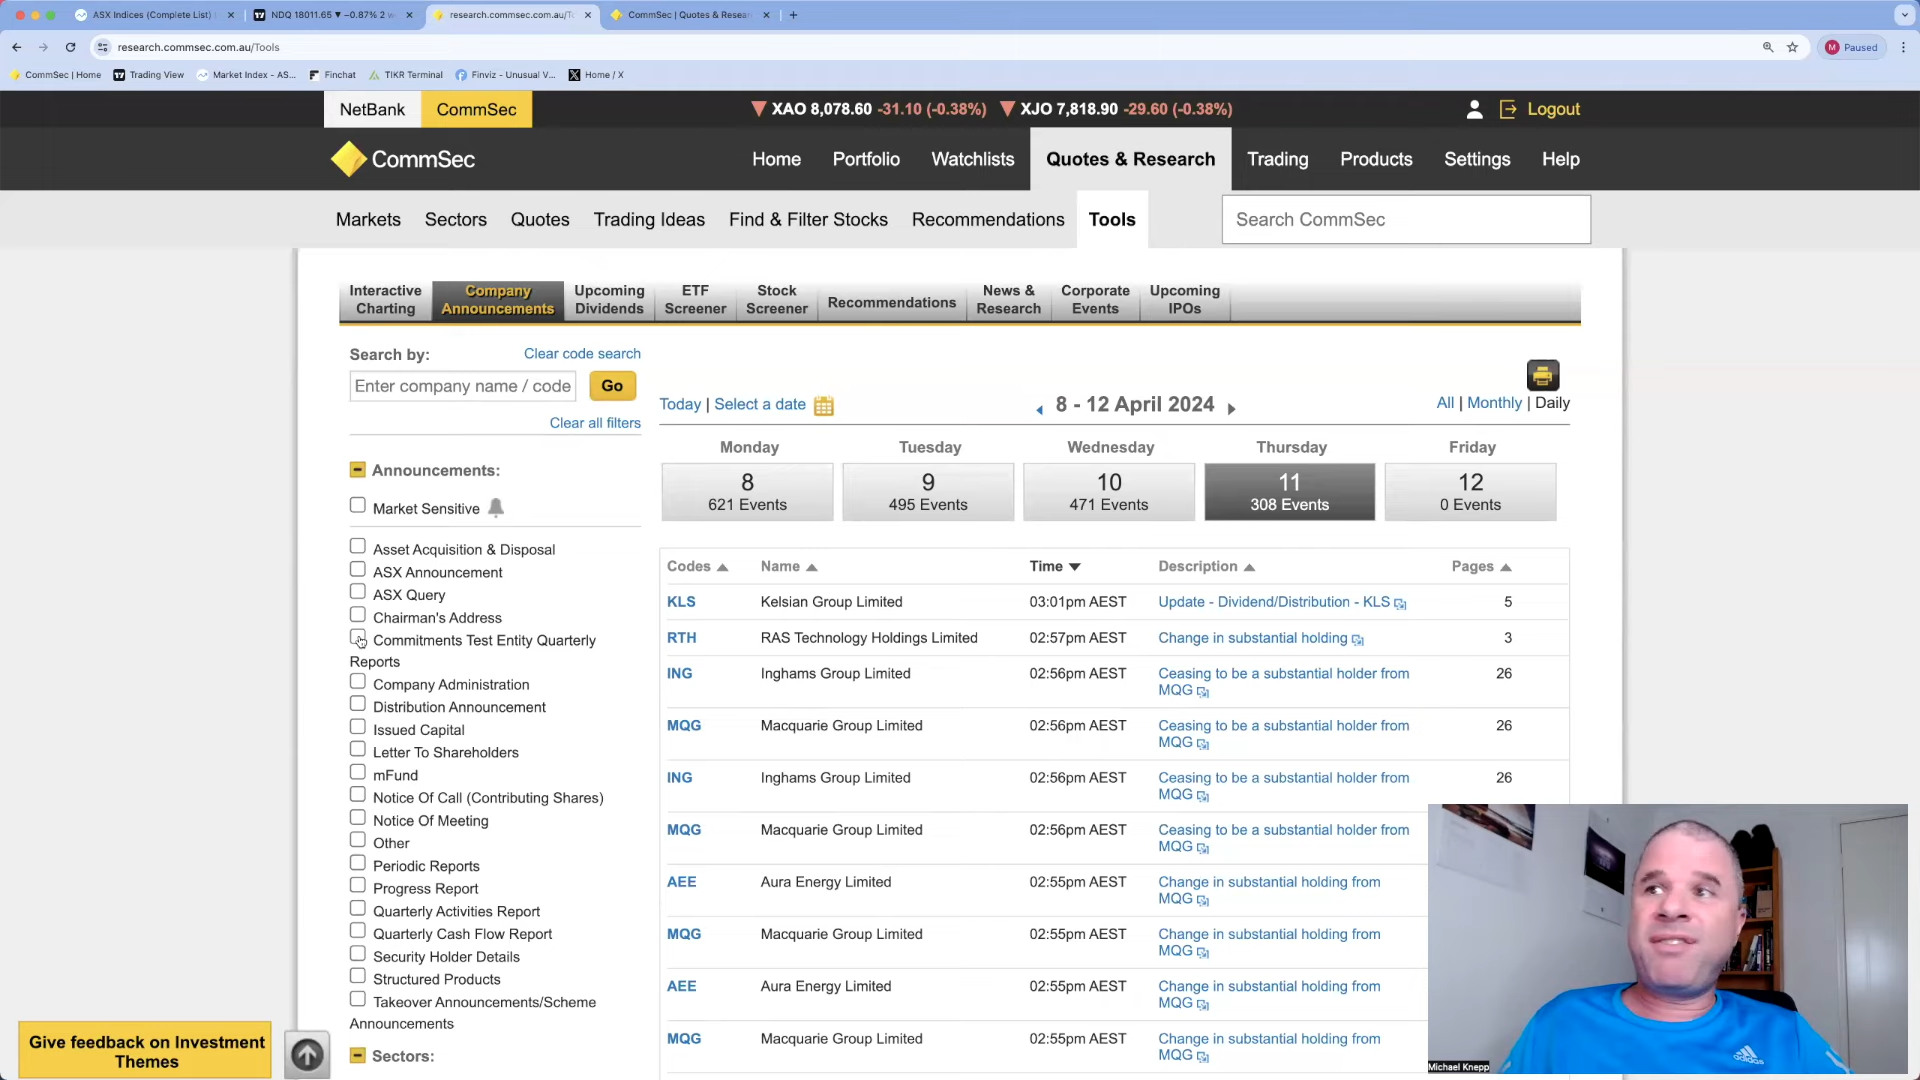 ASX Indices (Complete List)
NDQ 18011.65 ▼ −0.87% 2 w
research.commsec.com.au/T
CommSec | Quotes & Resea
research.commsec.com.au/Tools
Paused
CommSec | Home
Trading View
Market Index - AS...
Finchat
TIKR Terminal
Finviz - Unusual V...
Home / X
NetBank
CommSec
▼ XAO 8,078.60 -31.10 (-0.38%) ▼ XJO 7,818.90 -29.60 (-0.38%)
Logout
CommSec
Home Portfolio Watchlists Quotes & Research Trading Products Settings Help
Markets Sectors Quotes Trading Ideas Find & Filter Stocks Recommendations Tools
Search CommSec
Interactive Charting
Company Announcements
Upcoming Dividends
ETF Screener
Stock Screener
Recommendations
News & Research
Corporate Events
Upcoming IPOs
Search by: Clear code search
Enter company name / code
Go
Clear all filters
Announcements:
Market Sensitive
Asset Acquisition & Disposal
ASX Announcement
ASX Query
Chairman's Address
Commitments Test Entity Quarterly
Reports
Company Administration
Distribution Announcement
Issued Capital
Letter To Shareholders
mFund
Notice Of Call (Contributing Shares)
Notice Of Meeting
Other
Periodic Reports
Progress Report
Quarterly Activities Report
Quarterly Cash Flow Report
Security Holder Details
Structured Products
Takeover Announcements/Scheme
Announcements
Sectors:
Give feedback on Investment
Themes
Today | Select a date
8 - 12 April 2024
All | Monthly | Daily
Monday Tuesday Wednesday Thursday Friday
8 9 10 11 12
621 Events 495 Events 471 Events 308 Events 0 Events
Codes Name Time Description Pages
KLS Kelsian Group Limited 03:01pm AEST Update - Dividend/Distribution - KLS 5
RTH RAS Technology Holdings Limited 02:57pm AEST Change in substantial holding 3
ING Inghams Group Limited 02:56pm AEST Ceasing to be a substantial holder from 26
MQG
MQG Macquarie Group Limited 02:56pm AEST Ceasing to be a substantial holder from 26
MQG
ING Inghams Group Limited 02:56pm AEST Ceasing to be a substantial holder from 26
MQG
MQG Macquarie Group Limited 02:56pm AEST Ceasing to be a substantial holder from
MQG
AEE Aura Energy Limited 02:55pm AEST Change in substantial holding from
MQG
MQG Macquarie Group Limited 02:55pm AEST Change in substantial holding from
MQG
AEE Aura Energy Limited 02:55pm AEST Change in substantial holding from
MQG
MQG Macquarie Group Limited 02:55pm AEST Change in substantial holding from
MQG
adidas
Michael Knepp